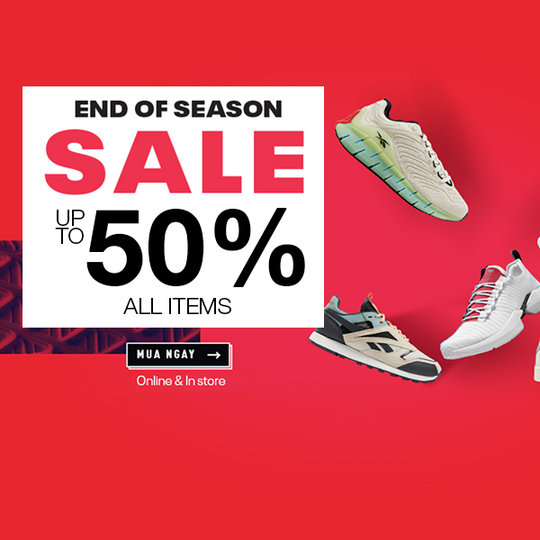 END OF SEASON
SALE
UP
TO
50%
ALL ITEMS
MUA NGAY →
Online & In store